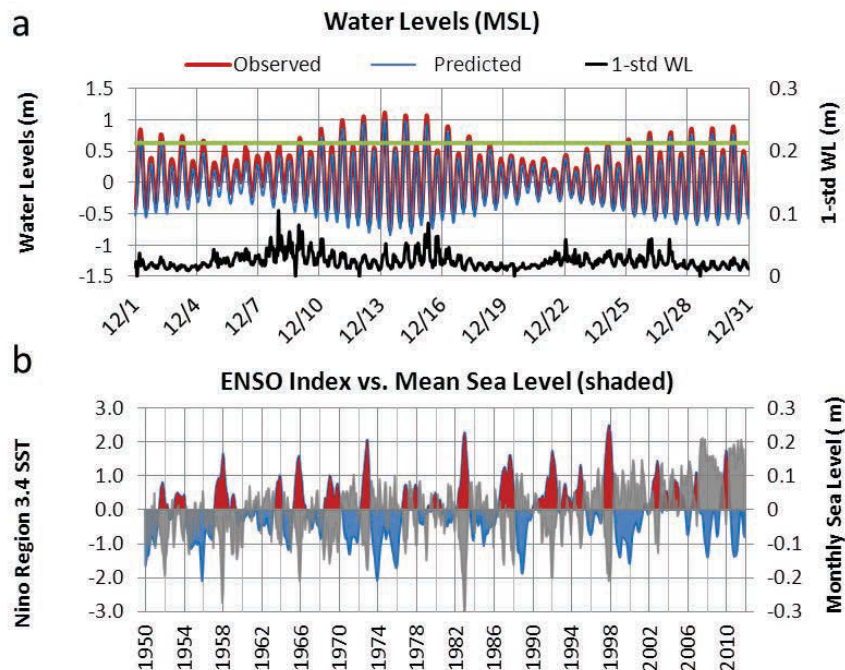 a
Water Levels (MSL)
Observed Predicted 1-std WL
Water Levels (m)
1.5
1
0.5
0
-0.5
-1
-1.5
0.3
0.2
0.1
0
1-std WL (m)
12/1 12/4 12/7 12/10 12/13 12/16 12/19 12/22 12/25 12/28 12/31
b
ENSO Index vs. Mean Sea Level (shaded)
Nino Region 3.4 SST
3.0
2.0
1.0
0.0
-1.0
-2.0
-3.0
0.3
0.2
0.1
0
-0.1
-0.2
-0.3
Monthly Sea Level ( m)
1950 1954 1958 1962 1966 1970 1974 1978 1982 1986 1990 1994 1998 2002 2006 2010